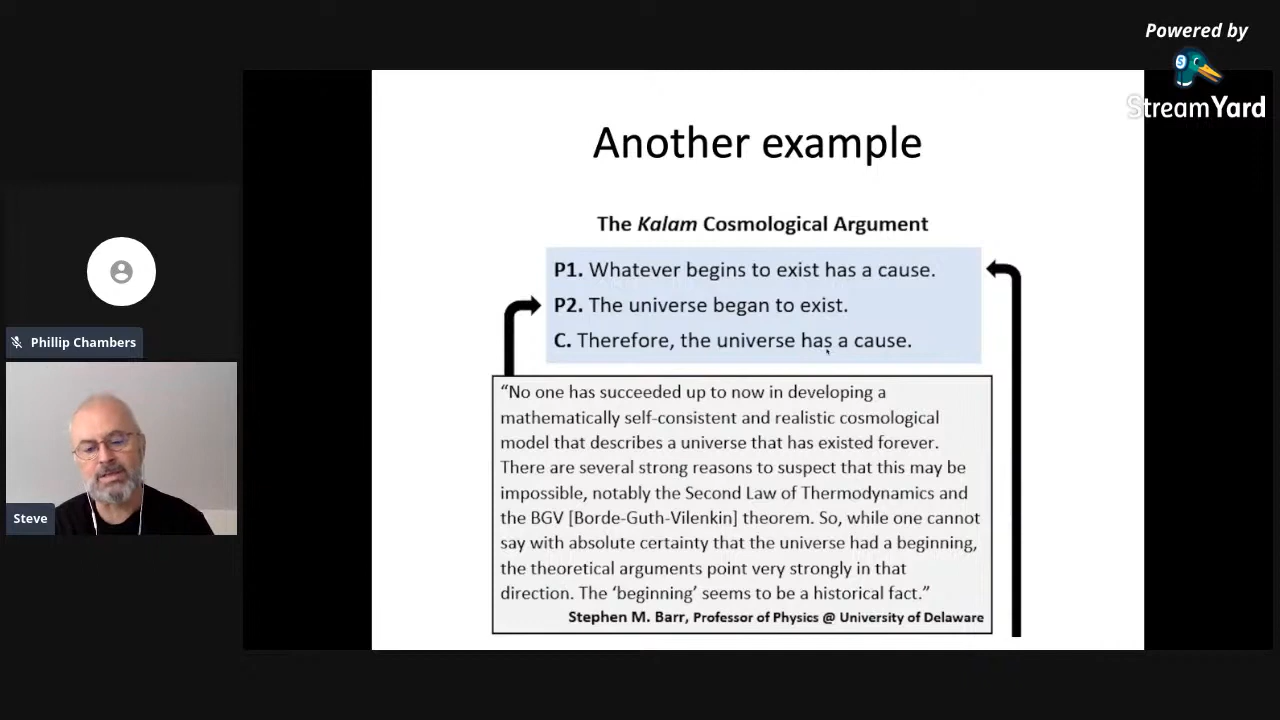 Powered by
StreamYard
Another example
The Kalam Cosmological Argument
P1. Whatever begins to exist has a cause.
P2. The universe began to exist.
C. Therefore, the universe has a cause.
“No one has succeeded up to now in developing a
mathematically self-consistent and realistic cosmological
model that describes a universe that has existed forever.
There are several strong reasons to suspect that this may be
impossible, notably the Second Law of Thermodynamics and
the BGV [Borde-Guth-Vilenkin] theorem. So, while one cannot
say with absolute certainty that the universe had a beginning,
the theoretical arguments point very strongly in that
direction. The ‘beginning’ seems to be a historical fact.”
Stephen M. Barr, Professor of Physics @ University of Delaware
Phillip Chambers
Steve